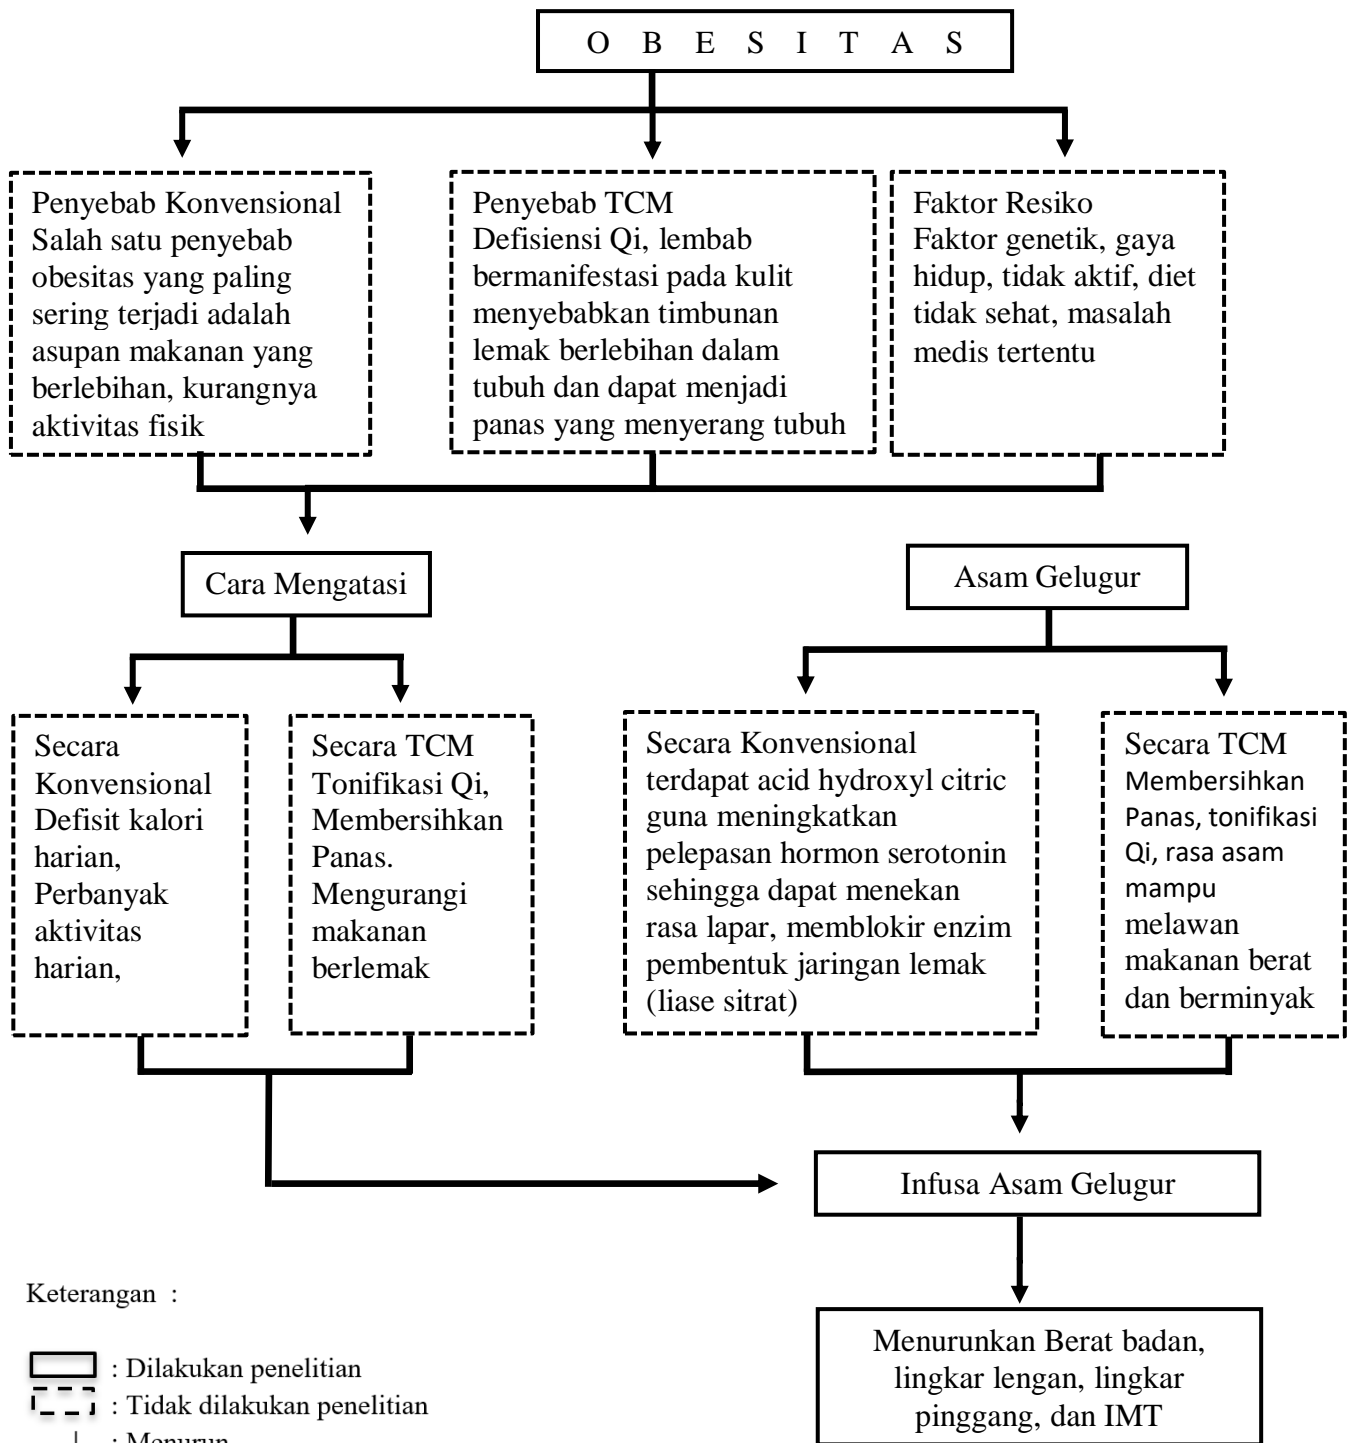 O B E S I T A S
Penyebab Konvensional
Salah satu penyebab
obesitas yang paling
sering terjadi adalah
asupan makanan yang
berlebihan, kurangnya
aktivitas fisik
Penyebab TCM
Defisiensi Qi, lembab
bermanifestasi pada kulit
menyebabkan timbunan
lemak berlebihan dalam
tubuh dan dapat menjadi
panas yang menyerang tubuh
Faktor Resiko
Faktor genetik, gaya
hidup, tidak aktif, diet
tidak sehat, masalah
medis tertentu
Cara Mengatasi
Asam Gelugur
Secara
Konvensional
Defisit kalori
harian,
Perbanyak
aktivitas
harian,
Secara TCM
Tonifikasi Qi,
Membersihkan
Panas.
Mengurangi
makanan
berlemak
Secara Konvensional
terdapat acid hydroxyl citric
guna meningkatkan
pelepasan hormon serotonin
sehingga dapat menekan
rasa lapar, memblokir enzim
pembentuk jaringan lemak
(liase sitrat)
Secara TCM
Membersihkan
Panas, tonifikasi
Qi, rasa asam
mampu
melawan
makanan berat
dan berminyak
Infusa Asam Gelugur
Menurunkan Berat badan,
lingkar lengan, lingkar
pinggang, dan IMT
Keterangan :
: Dilakukan penelitian
: Tidak dilakukan penelitian
: Menurun